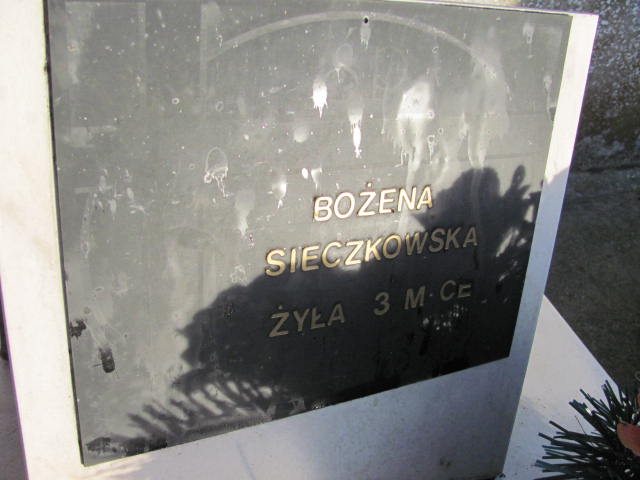 BOŻENA
SIECZKOWSKA
ŻYŁA 3 M-CE